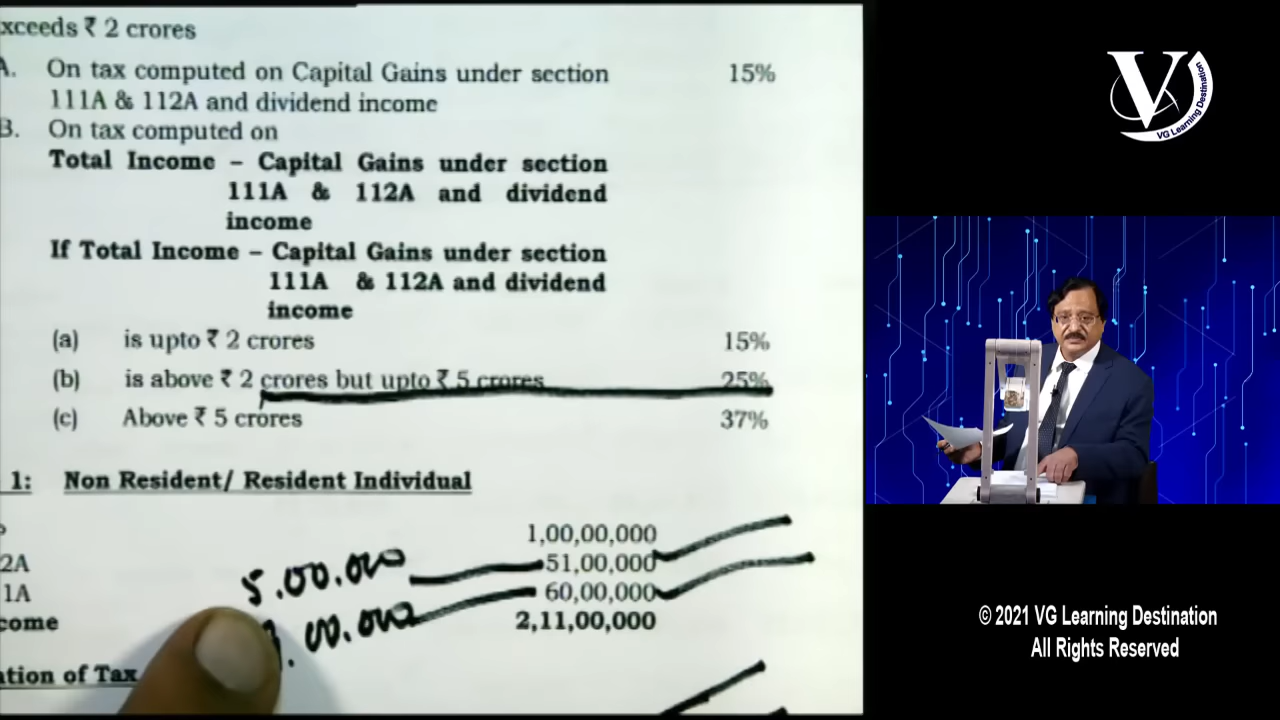 xceeds ₹ 2 crores
A. On tax computed on Capital Gains under section 15%
111A & 112A and dividend income
B. On tax computed on
Total Income – Capital Gains under section
111A & 112A and dividend
income
If Total Income – Capital Gains under section
111A & 112A and dividend
income
(a) is upto ₹ 2 crores 15%
(b) is above ₹ 2 crores but upto ₹ 5 crores 25%
(c) Above ₹ 5 crores 37%
1: Non Resident/ Resident Individual
1,00,00,000
2A 5.00.000 51,00,000
1A 60,00,000
come .00.000 2,11,00,000
ation of Tax
V
VG Learning Destination
© 2021 VG Learning Destination
All Rights Reserved